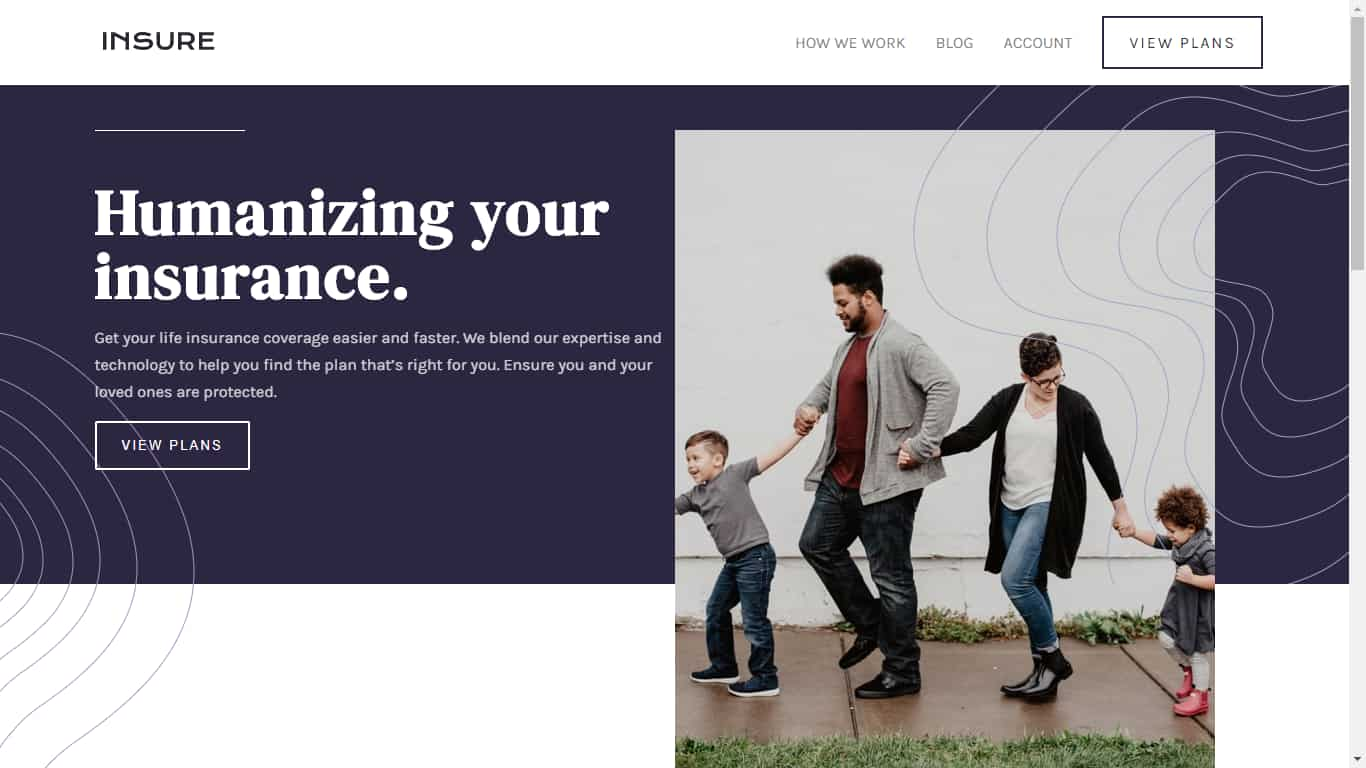 INSURE
HOW WE WORK
BLOG
ACCOUNT
VIEW PLANS
Humanizing your
insurance.
Get your life insurance coverage easier and faster. We blend our expertise and
technology to help you find the plan that’s right for you. Ensure you and your
loved ones are protected.
VIEW PLANS